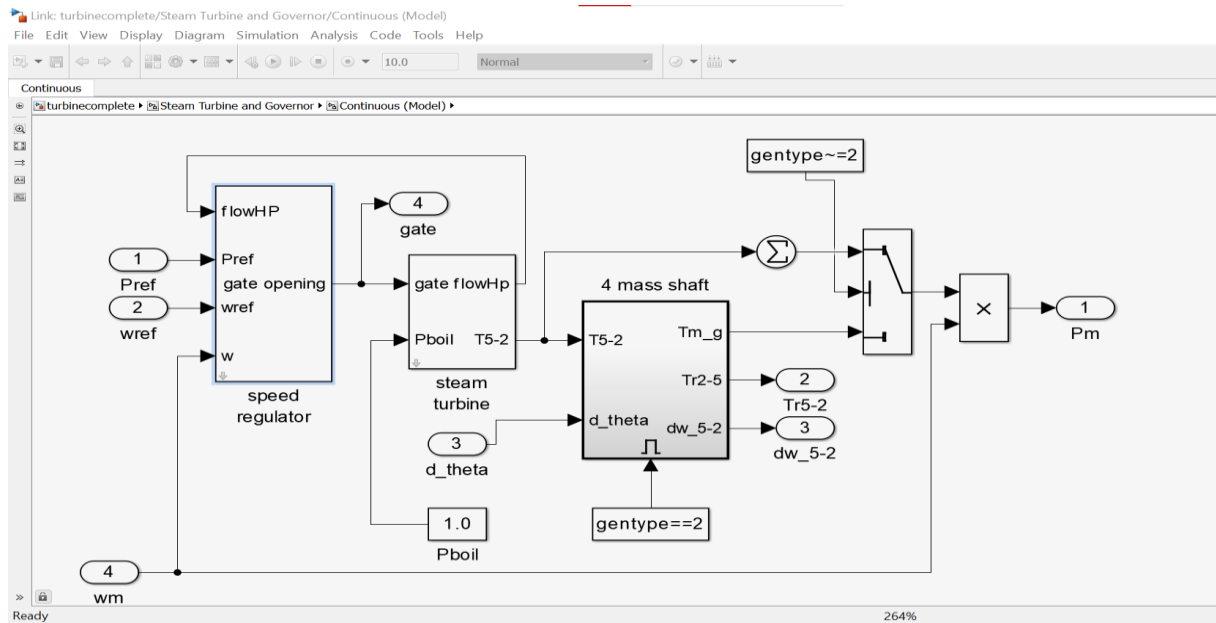 Link: turbinecomplete/Steam Turbine and Governor/Continuous (Model)
File Edit View Display Diagram Simulation Analysis Code Tools Help
10.0 Normal
Continuous
turbinecomplete Steam Turbine and Governor Continuous (Model)
gentype~=2
flowHP
4
gate
1
Pref
Pref
gate opening
2
wref
wref
w
speed
regulator
gate flowHp
Pboil T5-2
steam
turbine
4 mass shaft
T5-2 Tm_g
Tr2-5
d_theta dw_5-2
Σ
×
1
Pm
2
Tr5-2
3
dw_5-2
3
d_theta
gentype==2
1.0
Pboil
4
wm
»
Ready 264%